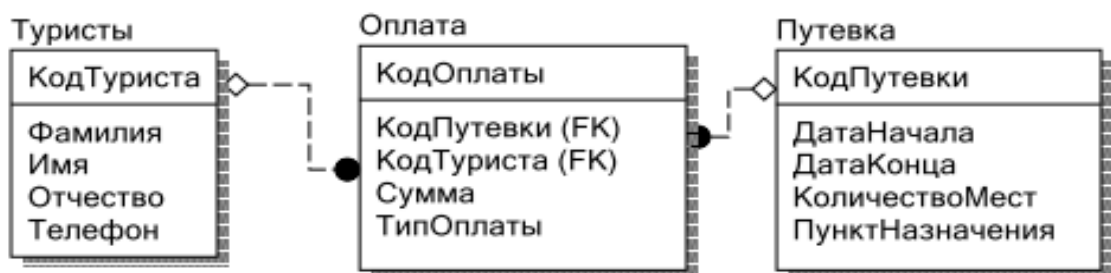 Туристы
КодТуриста
Фамилия
Имя
Отчество
Телефон
Оплата
КодОплаты
КодПутевки (FK)
КодТуриста (FK)
Сумма
ТипОплаты
Путевка
КодПутевки
ДатаНачала
ДатаКонца
КоличествоМест
ПунктНазначения